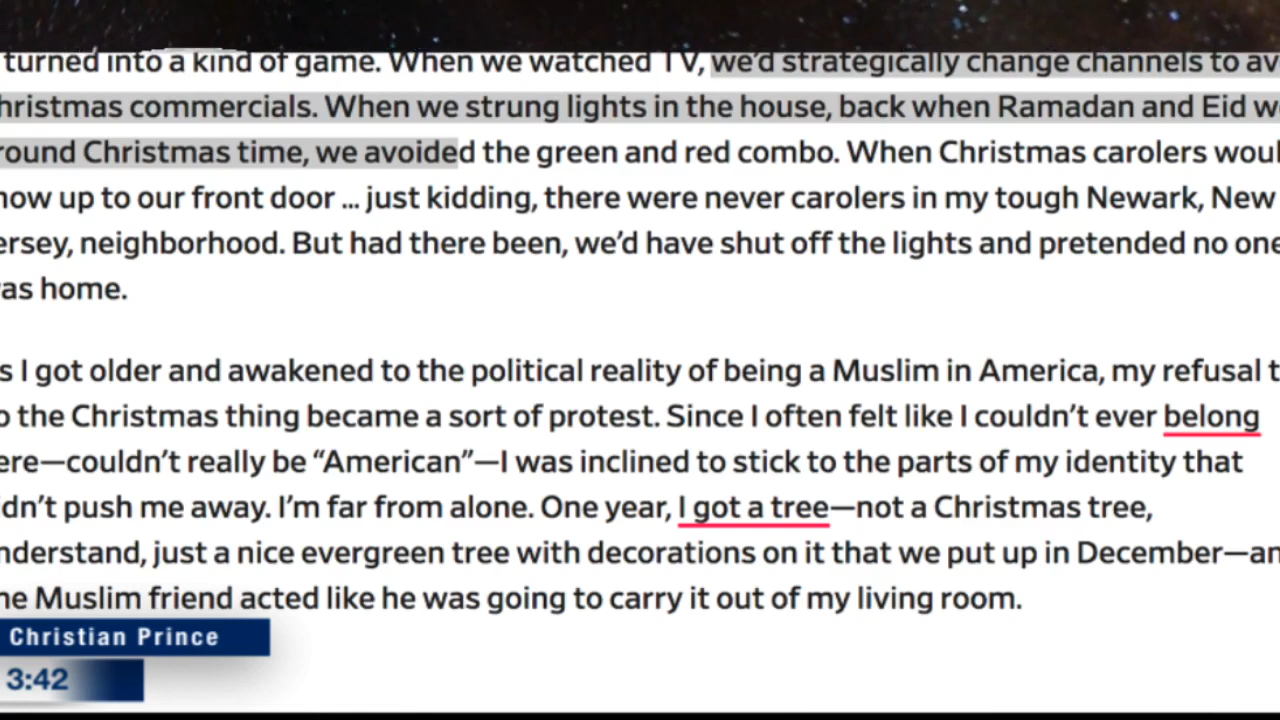 turned into a kind of game. When we watched TV, we'd strategically change channels to av
hristmas commercials. When we strung lights in the house, back when Ramadan and Eid w
round Christmas time, we avoided the green and red combo. When Christmas carolers woul
how up to our front door ... just kidding, there were never carolers in my tough Newark, New
ersey, neighborhood. But had there been, we'd have shut off the lights and pretended no one
as home.
s I got older and awakened to the political reality of being a Muslim in America, my refusal t
o the Christmas thing became a sort of protest. Since I often felt like I couldn't ever belong
ere—couldn't really be “American”—I was inclined to stick to the parts of my identity that
idn't push me away. I'm far from alone. One year, I got a tree—not a Christmas tree,
nderstand, just a nice evergreen tree with decorations on it that we put up in December—an
ne Muslim friend acted like he was going to carry it out of my living room.
Christian Prince
3:42